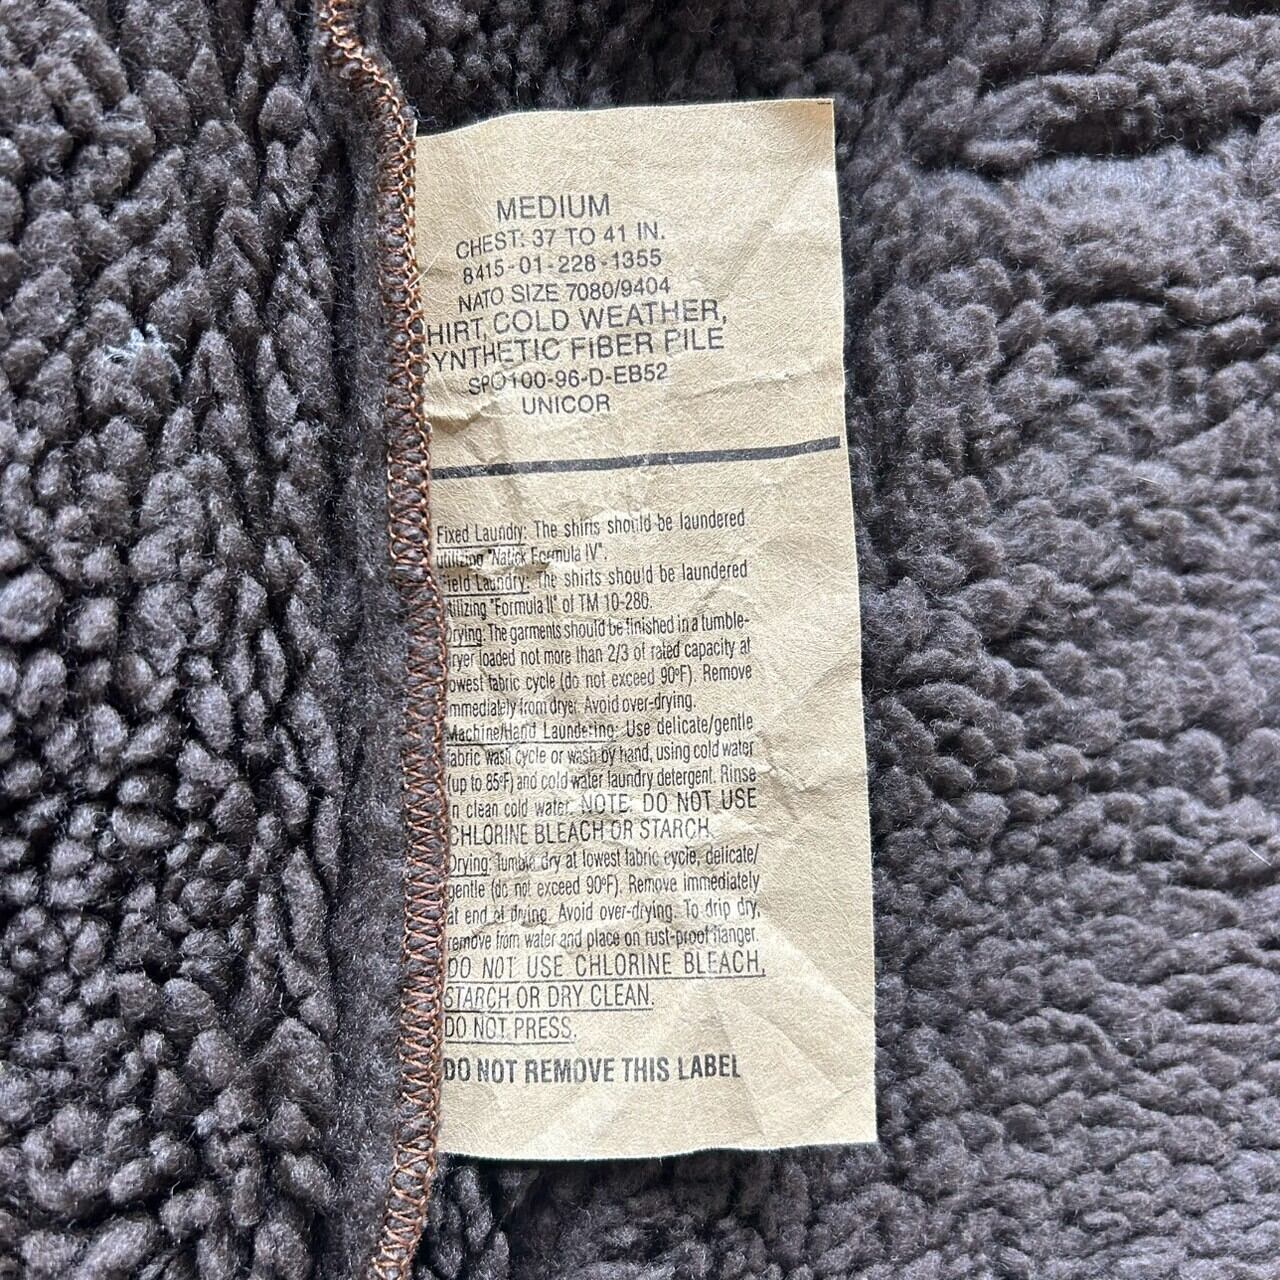 MEDIUM
CHEST: 37 TO 41 IN.
8415-01-228-1355
NATO SIZE 7080/9404
HIRT, COLD WEATHER,
YNTHETIC FIBER PILE
SPO100-96-D-EB52
UNICOR
Fixed Laundry: The shirts should be laundered
utilizing "Natick Formula IV".
ield Laundry: The shirts should be laundered
tilizing "Formula II" of TM 10-280.
Drying: The garments should be finished in a tumble-
ryer loaded not more than 2/3 of rated capacity at
owest fabric cycle (do not exceed 90ºF). Remove
mmediately from dryer. Avoid over-drying.
Machine/Hand Laundering: Use delicate/gentle
fabric wash cycle or wash by hand, using cold water
(up to 85ºF) and cold water laundry detergent. Rinse
n clean cold water. NOTE: DO NOT USE
CHLORINE BLEACH OR STARCH.
Drying: Tumble dry at lowest fabric cycle, delicate/
gentle (do not exceed 90ºF). Remove immediately
at end of drying. Avoid over-drying. To drip dry,
remove from water and place on rust-proof hanger.
DO NOT USE CHLORINE BLEACH,
STARCH OR DRY CLEAN.
DO NOT PRESS.
DO NOT REMOVE THIS LABEL